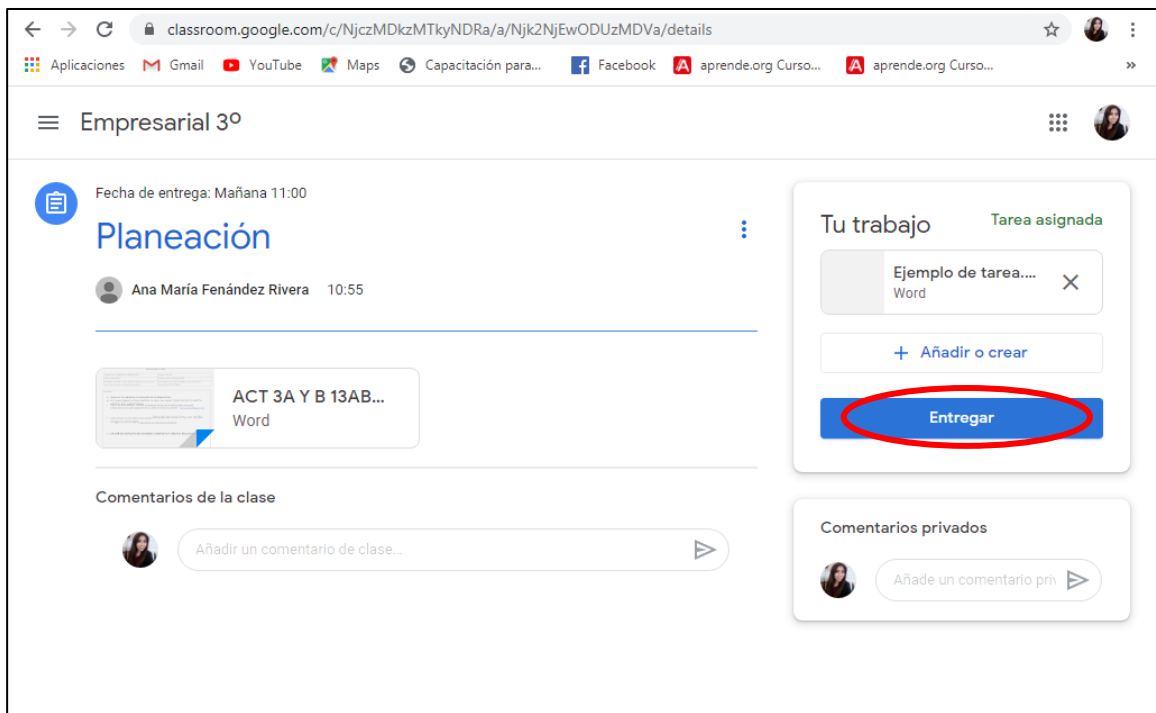 classroom.google.com/c/NjczMDkzMTkyNDRa/a/Njk2NjEwODUzMDVa/details
Aplicaciones Gmail YouTube Maps Capacitación para... Facebook aprende.org Curso... aprende.org Curso... »
Empresarial 3º
Fecha de entrega: Mañana 11:00
Planeación
Ana María Fenández Rivera 10:55
ACT 3A Y B 13AB...
Word
Comentarios de la clase
Añadir un comentario de clase...
Tu trabajo Tarea asignada
Ejemplo de tarea....
Word
+ Añadir o crear
Entregar
Comentarios privados
Añade un comentario priv